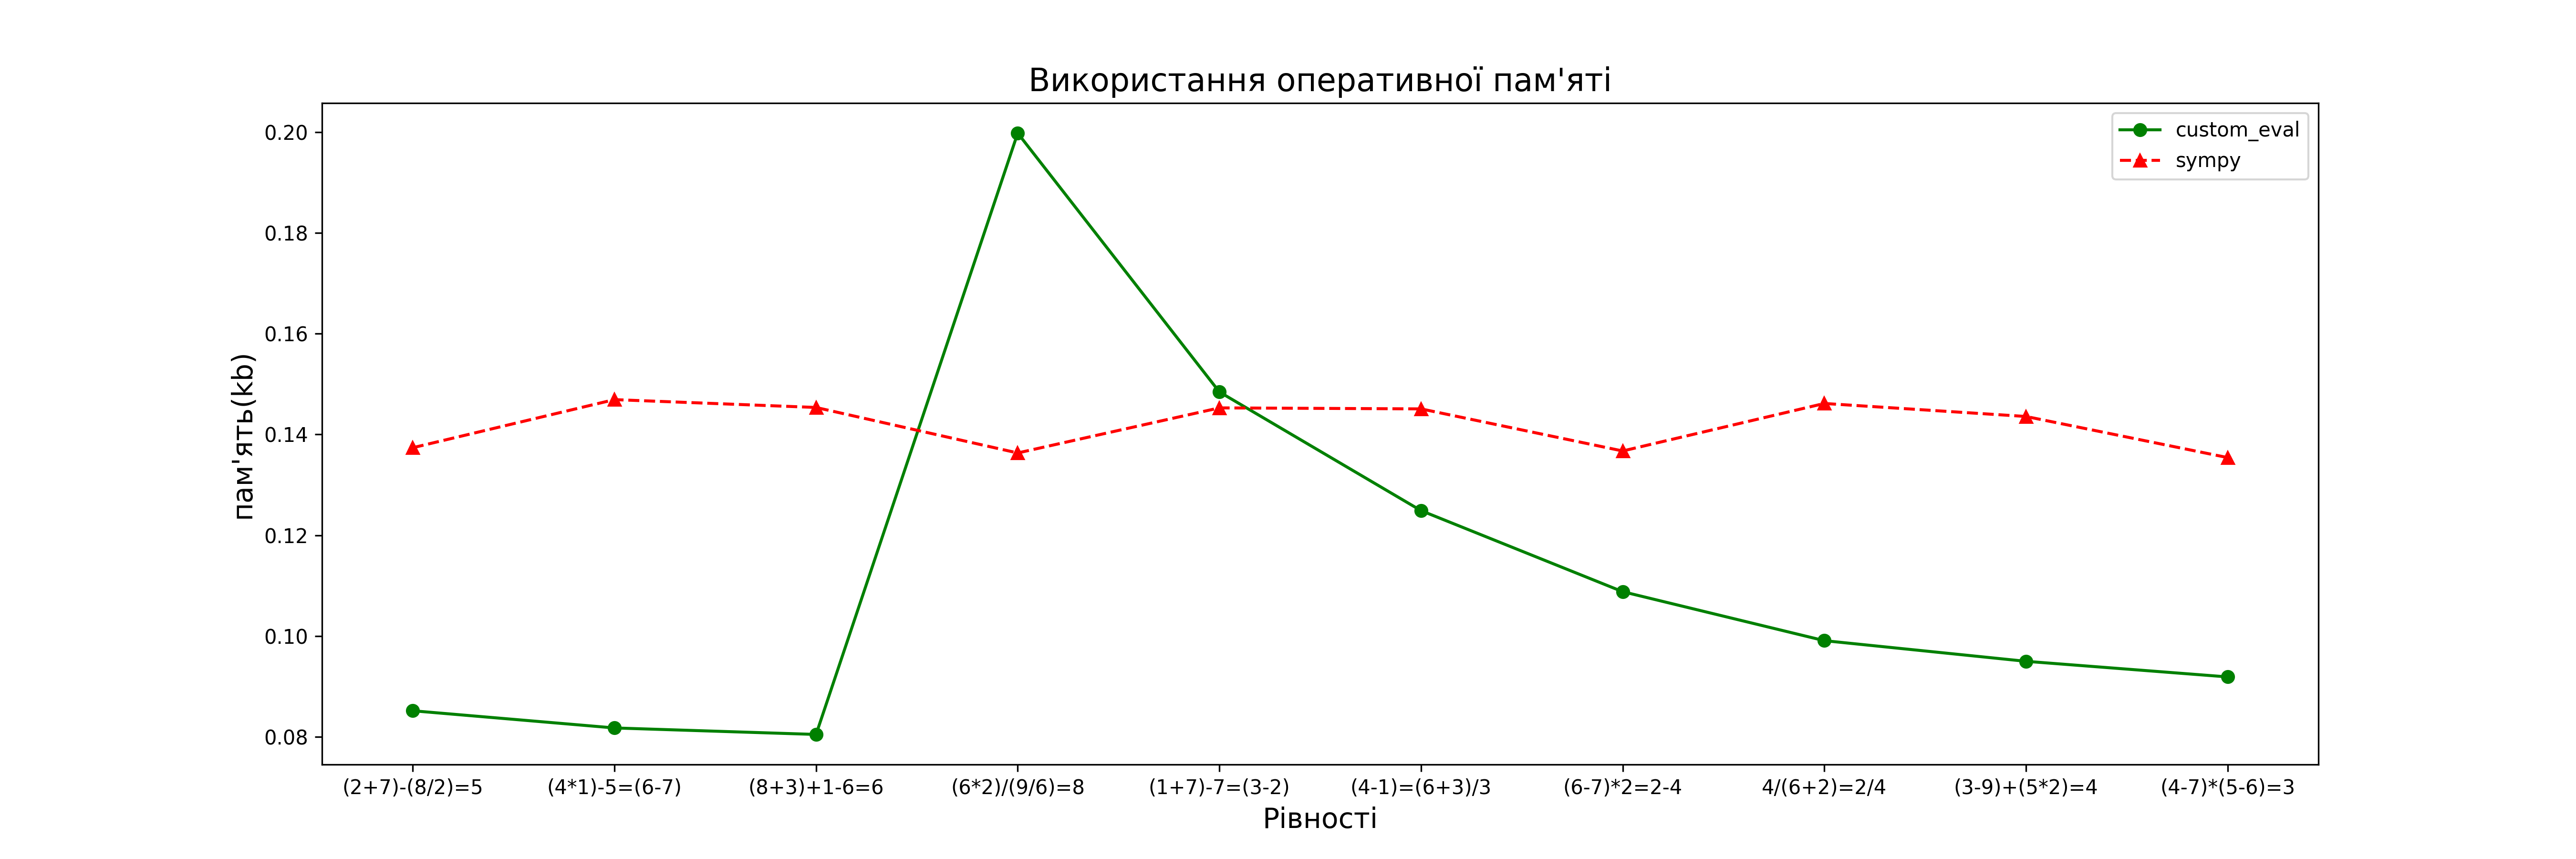 Використання оперативної пам'яті
custom_eval
sympy
0.20
0.18
0.16
0.14
0.12
0.10
0.08
пам'ять(kb)
(2+7)-(8/2)=5 (4*1)-5=(6-7) (8+3)+1-6=6 (6*2)/(9/6)=8 (1+7)-7=(3-2) (4-1)=(6+3)/3 (6-7)*2=2-4 4/(6+2)=2/4 (3-9)+(5*2)=4 (4-7)*(5-6)=3
Рівності